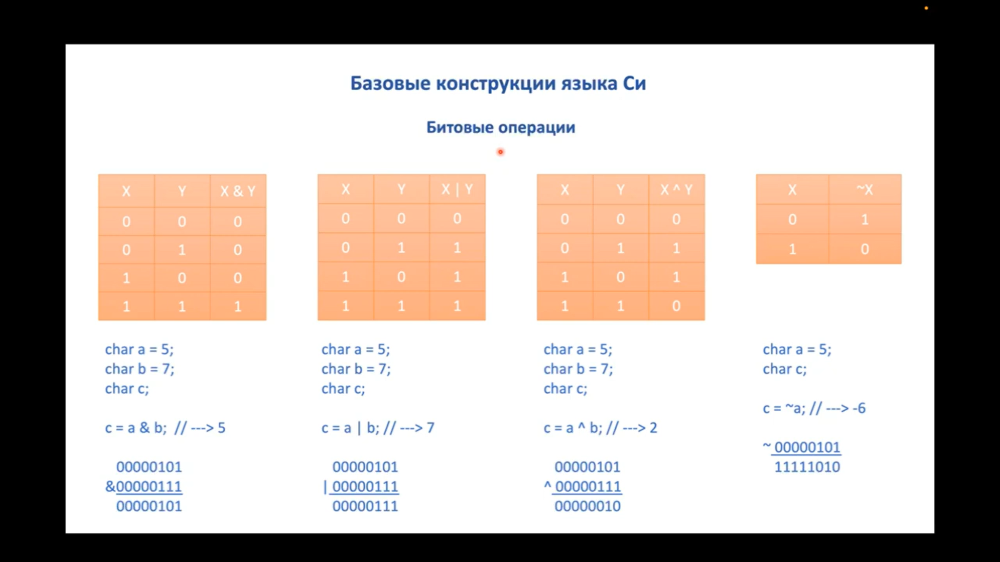 Базовые конструкции языка Си
Битовые операции
X Y X & Y
0 0 0
0 1 0
1 0 0
1 1 1
X Y X | Y
0 0 0
0 1 1
1 0 1
1 1 1
X Y X ^ Y
0 0 0
0 1 1
1 0 1
1 1 0
X ~X
0 1
1 0
char a = 5;
char b = 7;
char c;
c = a & b; // ---> 5
00000101
&00000111
00000101
char a = 5;
char b = 7;
char c;
c = a | b; // ---> 7
00000101
| 00000111
00000111
char a = 5;
char b = 7;
char c;
c = a ^ b; // ---> 2
00000101
^ 00000111
00000010
char a = 5;
char c;
c = ~a; // ---> -6
~ 00000101
11111010